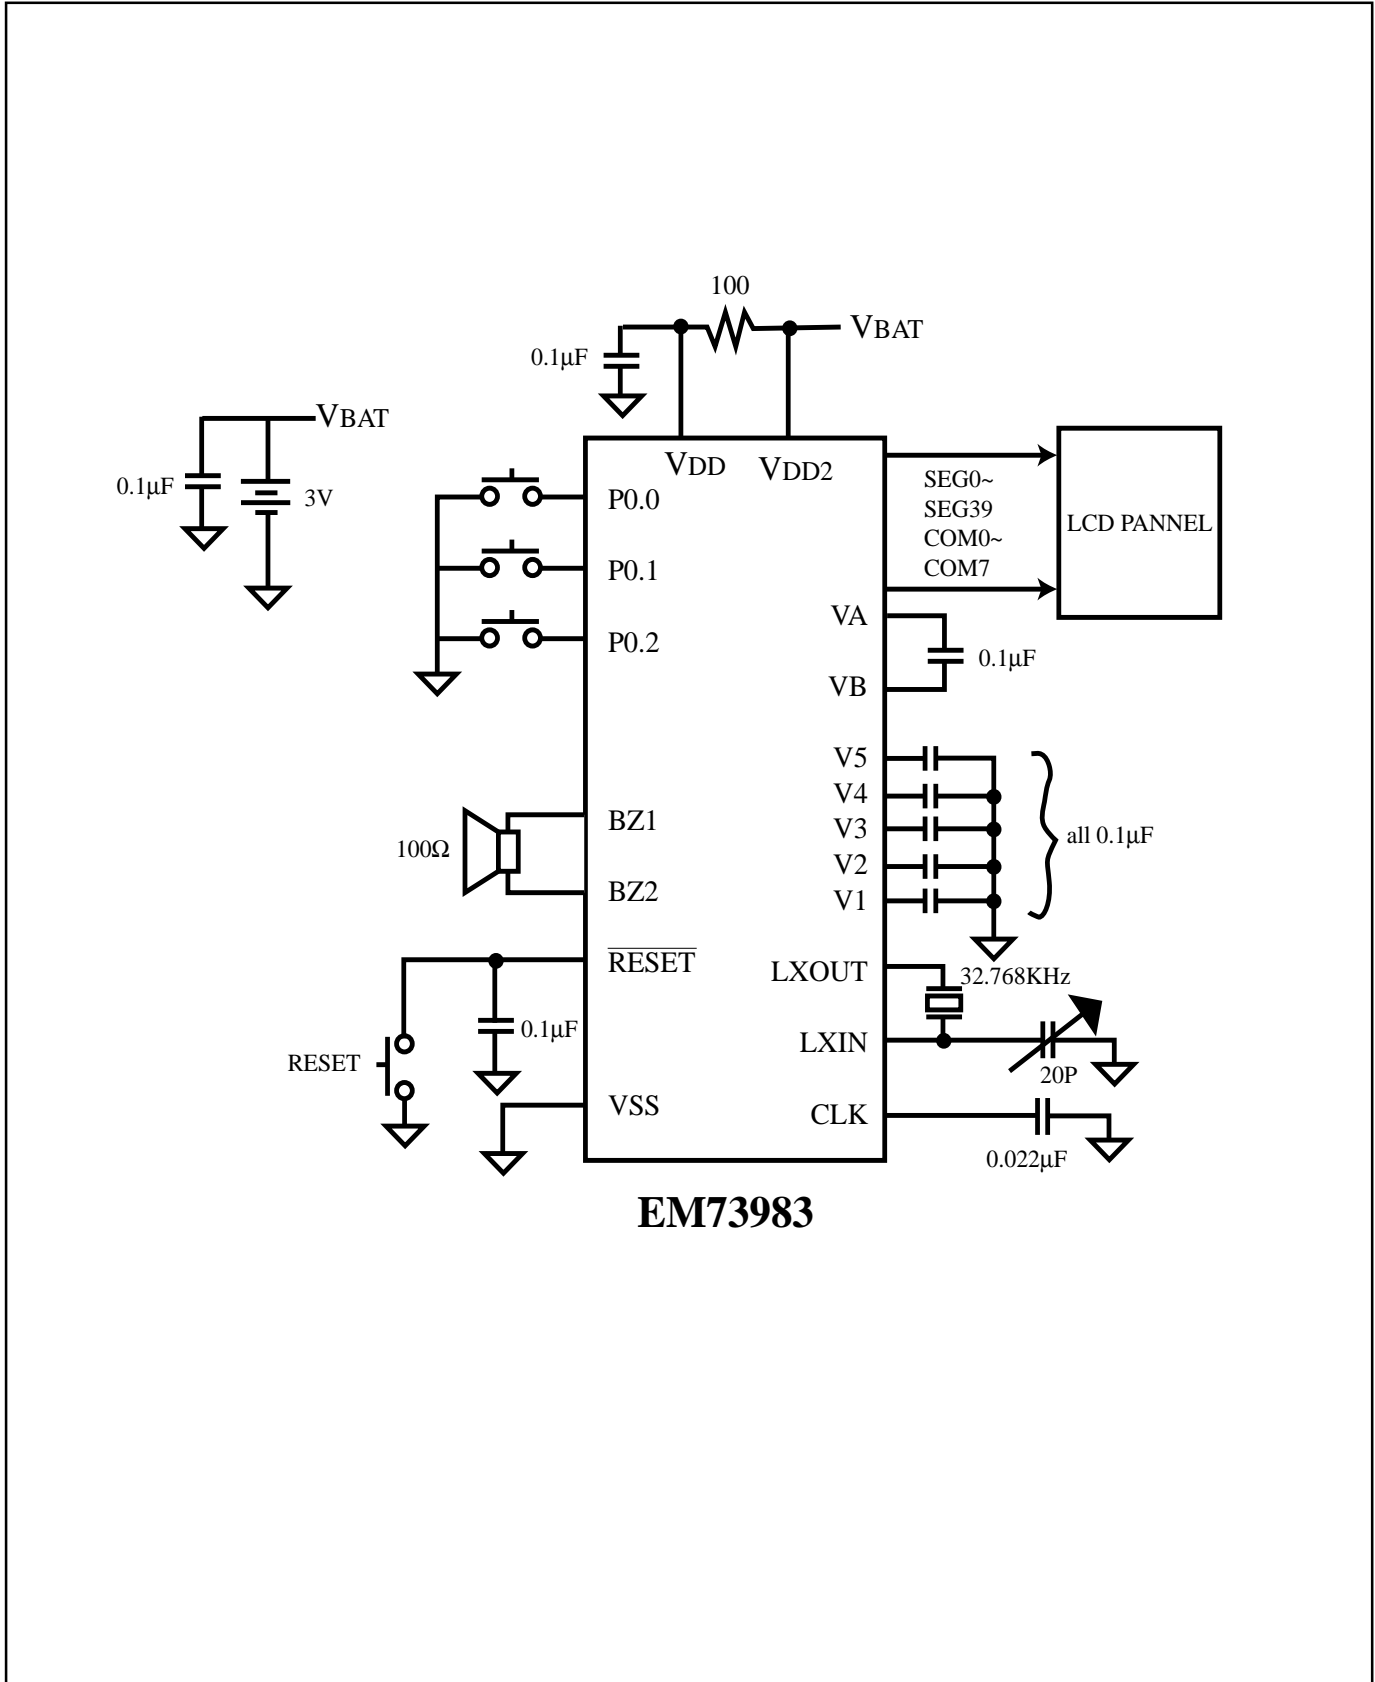 100
VBAT
0.1μF
VBAT
0.1μF
3V
VDD
VDD2
P0.0
P0.1
P0.2
SEG0~
SEG39
COM0~
COM7
LCD PANNEL
VA
0.1μF
VB
V5
V4
V3
V2
V1
all 0.1μF
BZ1
100Ω
BZ2
RESET
LXOUT
32.768KHz
0.1μF
LXIN
RESET
20P
VSS
CLK
0.022μF
EM73983